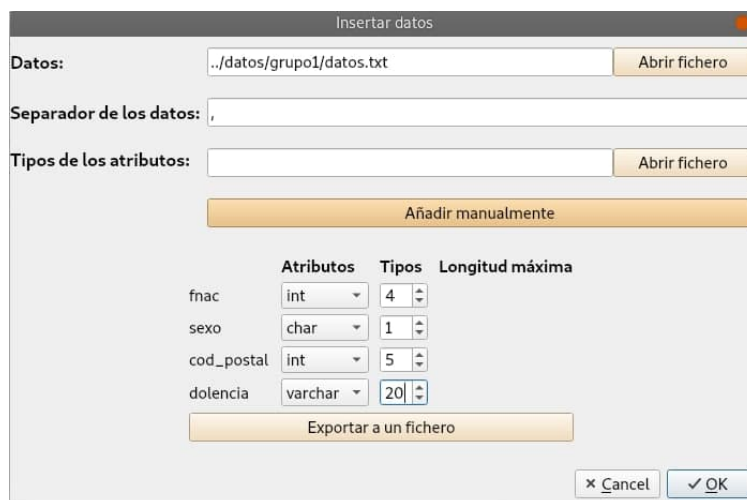 Insertar datos
Datos: ../datos/grupo1/datos.txt Abrir fichero
Separador de los datos: ,
Tipos de los atributos: Abrir fichero
Añadir manualmente
Atributos Tipos Longitud máxima
fnac int 4
sexo char 1
cod_postal int 5
dolencia varchar 20
Exportar a un fichero
Cancel OK